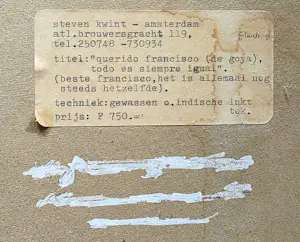 steven kwint - amsterdam
atl.brouwersgracht 119,
tel.250748 -730934
titel:"querido francisco (de goya),
todo es siempre igual".
(beste francisco,het is allemaal nog
steeds hetzelfde).
techniek:gewassen o.indische inkt
tek.
prijs: F 750.=